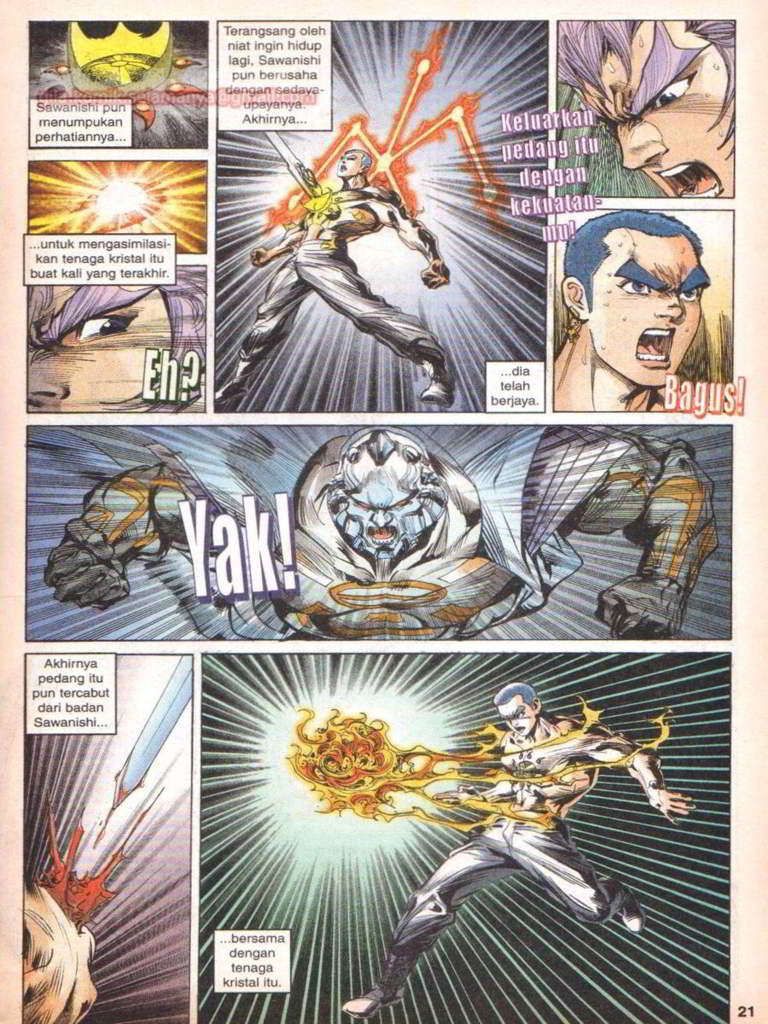 Sawanishi pun
menumpukan
perhatiannya...
...untuk mengasimilasi-
kan tenaga kristal itu
buat kali yang terakhir.
Eh?
Terangsang oleh
niat ingin hidup
lagi, Sawanishi
pun berusaha
dengan sedaya-
upayanya.
Akhirnya...
...dia
telah
berjaya.
Keluarkan
pedang itu
dengan
kekuatan-
mu!
Bagus!
Yak!
Akhirnya
pedang itu
pun tercabut
dari badan
Sawanishi...
...bersama
dengan
tenaga
kristal itu.
21